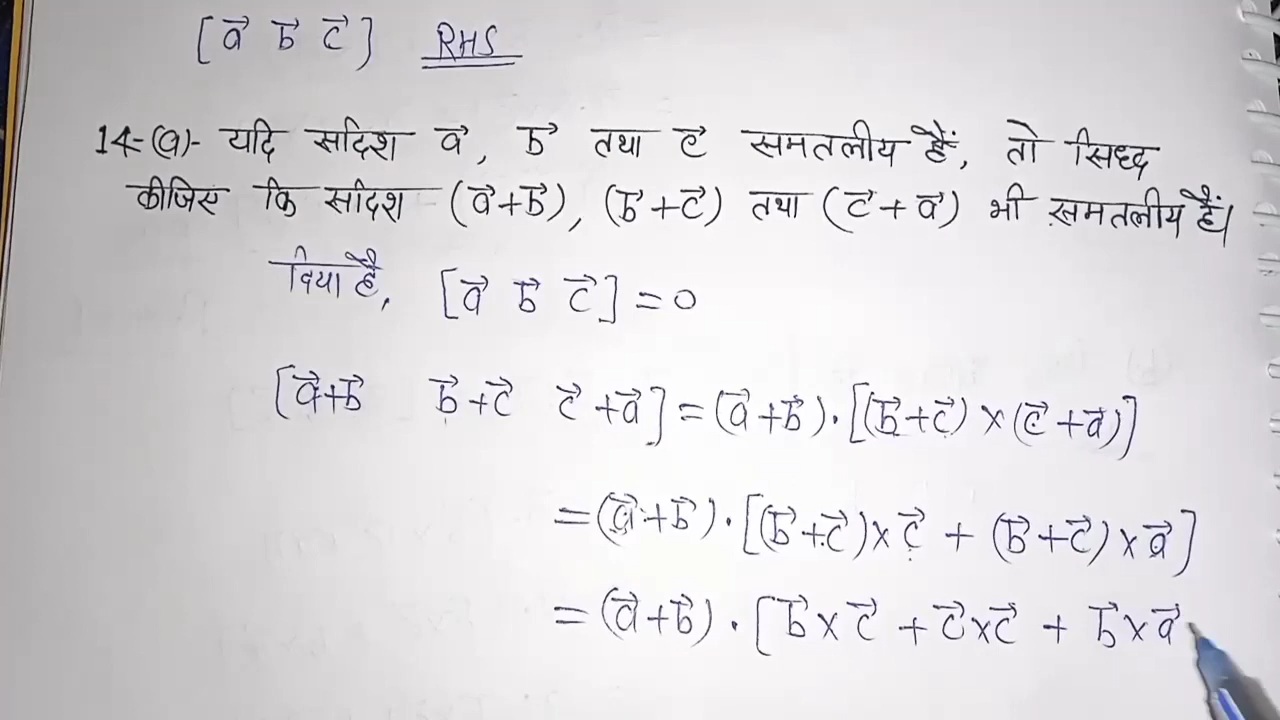 [a⃗ b⃗ c⃗] RHS
14-(a)- यदि सदिश a⃗, b⃗ तथा c⃗ समतलीय हैं, तो सिध्द
कीजिए कि सदिश (a⃗+b⃗), (b⃗+c⃗) तथा (c⃗+a⃗) भी समतलीय हैं।
दिया है, [a⃗ b⃗ c⃗]=0
[a⃗+b⃗ b⃗+c⃗ c⃗+a⃗]=(a⃗+b⃗).[(b⃗+c⃗)×(c⃗+a⃗)]
=(a⃗+b⃗).[(b⃗+c⃗)×c⃗ + (b⃗+c⃗)×a⃗]
=(a⃗+b⃗).[b⃗×c⃗ + c⃗×c⃗ + b⃗×a⃗